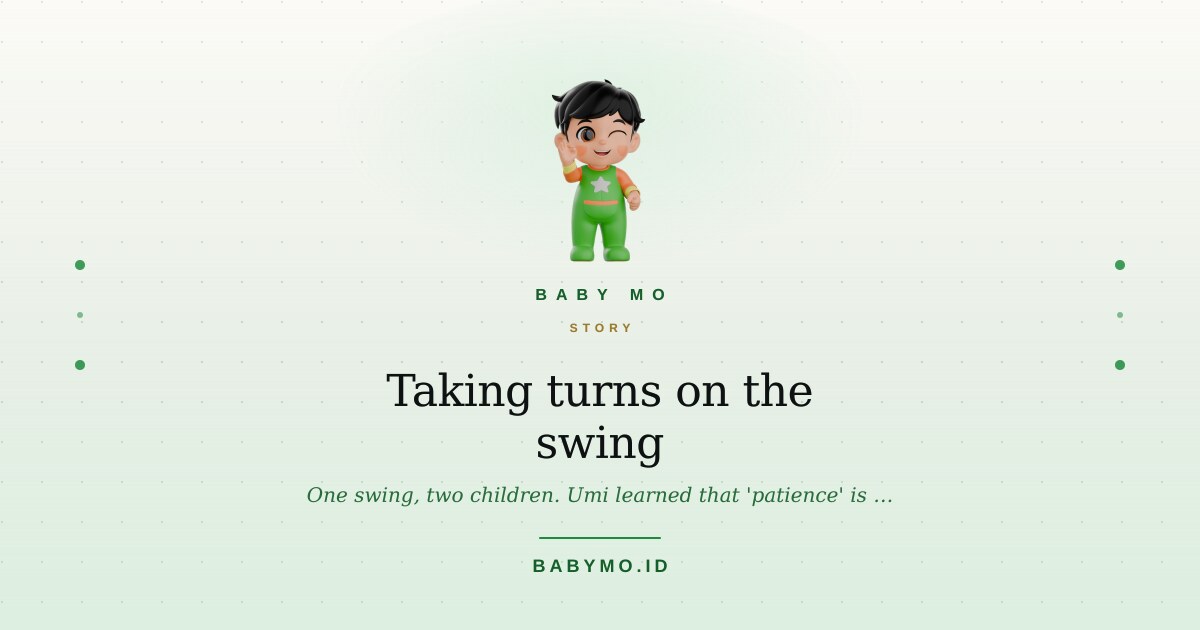 BABY MO
STORY
Taking turns on the
swing
One swing, two children. Umi learned that 'patience' is …
BABYMO.ID